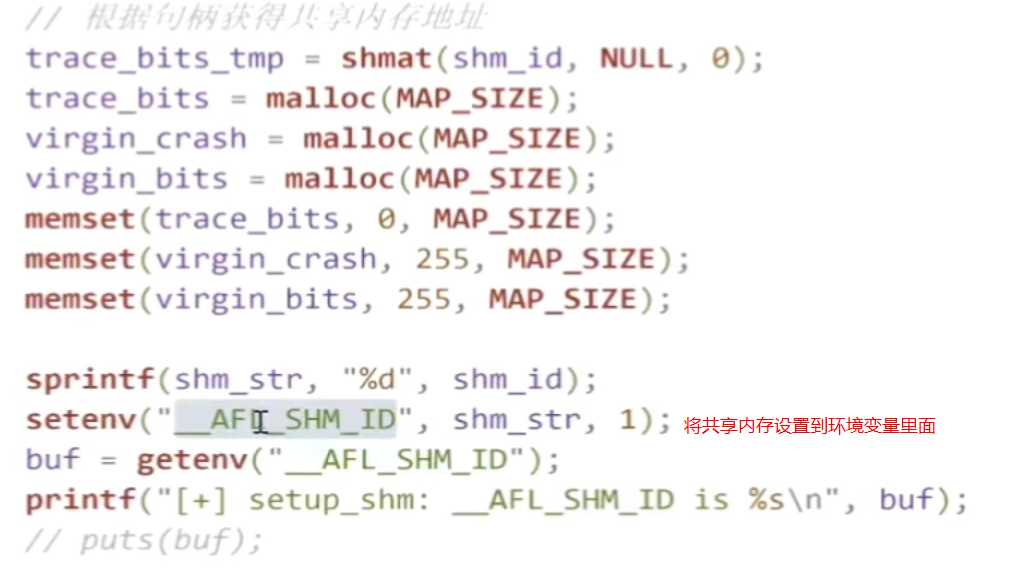 // 根据句柄获得共享内存地址
trace_bits_tmp = shmat(shm_id, NULL, 0);
trace_bits = malloc(MAP_SIZE);
virgin_crash = malloc(MAP_SIZE);
virgin_bits = malloc(MAP_SIZE);
memset(trace_bits, 0, MAP_SIZE);
memset(virgin_crash, 255, MAP_SIZE);
memset(virgin_bits, 255, MAP_SIZE);
sprintf(shm_str, "%d", shm_id);
setenv("__AFL_SHM_ID", shm_str, 1); 将共享内存设置到环境变量里面
buf = getenv("__AFL_SHM_ID");
printf("[+] setup_shm: __AFL_SHM_ID is %s\n", buf);
// puts(buf);